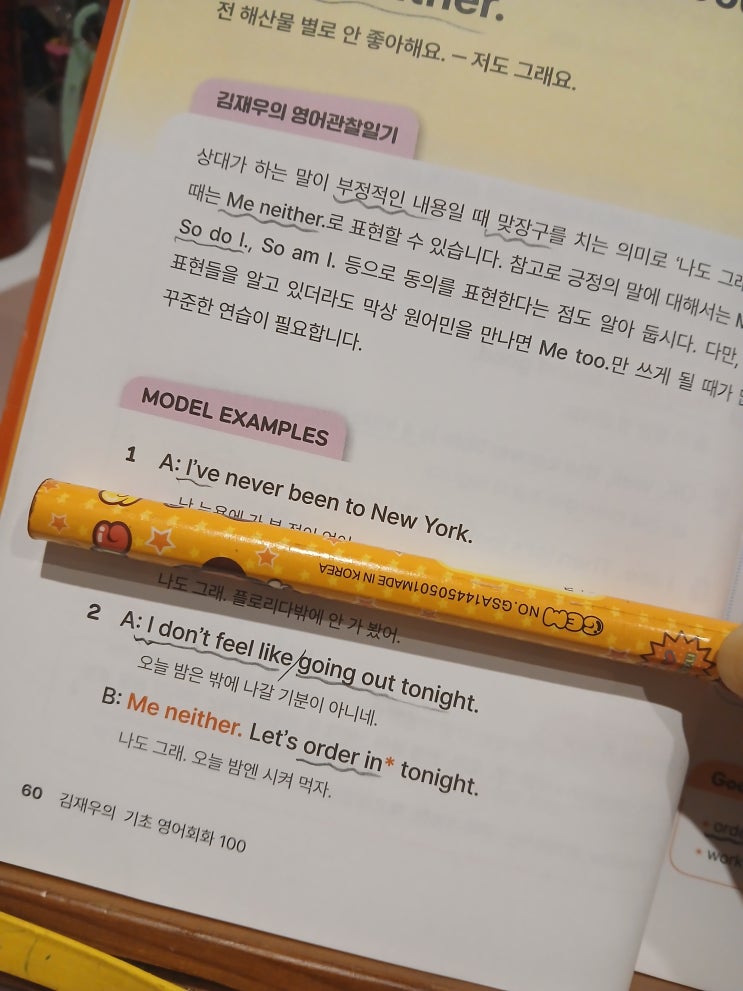 전 해산물 별로 안 좋아해요. – 저도 그래요.
김재우의 영어관찰일기
상대가 하는 말이 부정적인 내용일 때 맞장구를 치는 의미로 '나도
때는 Me neither.로 표현할 수 있습니다. 참고로 긍정의 말에 대해서는
So do I., So am I. 등으로 동의를 표현한다는 점도 알아 둡시다. 다만,
표현들을 알고 있더라도 막상 원어민을 만나면 Me too.만 쓰게 될 때가
꾸준한 연습이 필요합니다.
MODEL EXAMPLES
1 A: I've never been to New York.
NO.GSA1445050501MADE IN KOREA
나도 그래. 플로리다밖에 안 가 봤어.
2 A: I don't feel like/going out tonight.
오늘 밤은 밖에 나갈 기분이 아니네.
B: Me neither. Let's order in* tonight.
나도 그래. 오늘 밤엔 시켜 먹자.
60 김재우의 기초 영어회화 100